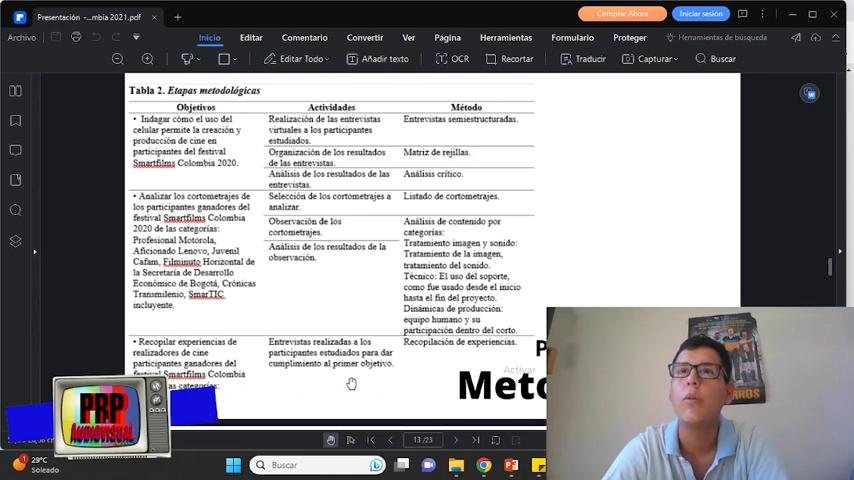 Presentación -...mbia 2021.pdf
Comprar Ahora
Iniciar sesión
Archivo
Inicio
Editar
Comentario
Convertir
Ver
Página
Herramientas
Formulario
Proteger
Herramientas de búsqueda
Editar Todo
Añadir texto
OCR
Recortar
Traducir
Capturar
Buscar
Tabla 2. Etapas metodológicas
Objetivos
Actividades
Método
• Indagar cómo el uso del
celular permite la creación y
producción de cine en
participantes del festival
Smartfilms Colombia 2020.
Realización de las entrevistas
virtuales a los participantes
estudiados.
Entrevistas semiestructuradas.
Organización de los resultados
de las entrevistas.
Matriz de rejillas.
Análisis de los resultados de las
entrevistas.
Análisis crítico.
• Analizar los cortometrajes de
los participantes ganadores del
festival Smartfilms Colombia
2020 de las categorías:
Profesional Motorola,
Aficionado Lenovo, Juvenil
Cafam, Filminuto Horizontal de
la Secretaría de Desarrollo
Económico de Bogotá, Crónicas
Transmilenio, SmarTIC
incluyente.
Selección de los cortometrajes a
analizar.
Listado de cortometrajes.
Observación de los
cortometrajes.
Análisis de los resultados de la
observación.
Análisis de contenido por
categorías:
Tratamiento imagen y sonido:
Tratamiento de la imagen,
tratamiento del sonido.
Técnico: El uso del soporte,
como fue usado desde el inicio
hasta el fin del proyecto.
Dinámicas de producción:
equipo humano y su
participación dentro del corto.
• Recopilar experiencias de
realizadores de cine
participantes ganadores del
festival Smartfilms Colombia
las categorías:
Entrevistas realizadas a los
participantes estudiados para dar
cumplimiento al primer objetivo.
Recopilación de experiencias.
P
Activar
Meto
PRP
AUDIOVISUAL
13 /23
29°C
Soleado
Buscar